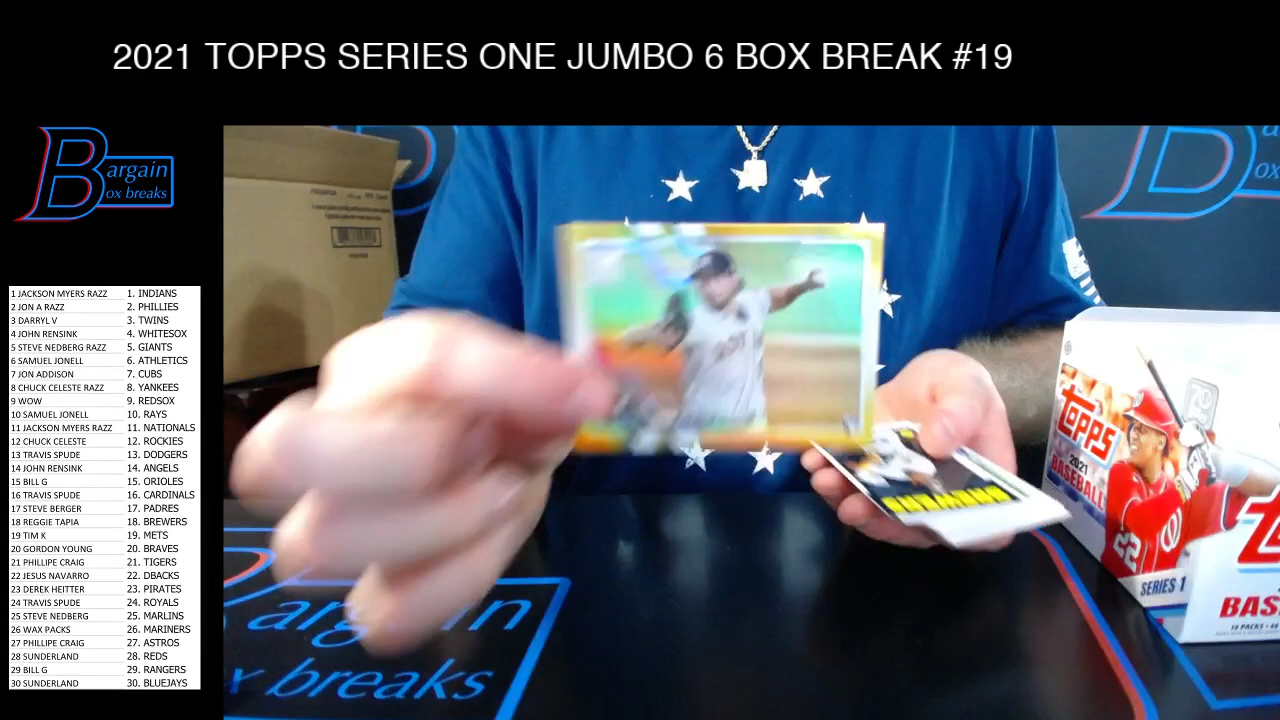 2021 TOPPS SERIES ONE JUMBO 6 BOX BREAK #19
Bargain
ox breaks
1 JACKSON MYERS RAZZ 1. INDIANS
2 JON A RAZZ 2. PHILLIES
3 DARRYL V 3. TWINS
4 JOHN RENSINK 4. WHITESOX
5 STEVE NEDBERG RAZZ 5. GIANTS
6 SAMUEL JONELL 6. ATHLETICS
7 JON ADDISON 7. CUBS
8 CHUCK CELESTE RAZZ 8. YANKEES
9 WOW 9. REDSOX
10 SAMUEL JONELL 10. RAYS
11 JACKSON MYERS RAZZ 11. NATIONALS
12 CHUCK CELESTE 12. ROCKIES
13 TRAVIS SPUDE 13. DODGERS
14 JOHN RENSINK 14. ANGELS
15 BILL G 15. ORIOLES
16 TRAVIS SPUDE 16. CARDINALS
17 STEVE BERGER 17. PADRES
18 REGGIE TAPIA 18. BREWERS
19 TIM K 19. METS
20 GORDON YOUNG 20. BRAVES
21 PHILLIPE CRAIG 21. TIGERS
22 JESUS NAVARRO 22. DBACKS
23 DEREK HEITTER 23. PIRATES
24 TRAVIS SPUDE 24. ROYALS
25 STEVE NEDBERG 25. MARLINS
26 WAX PACKS 26. MARINERS
27 PHILLIPE CRAIG 27. ASTROS
28 SUNDERLAND 28. REDS
29 BILL G 29. RANGERS
30 SUNDERLAND 30. BLUEJAYS
TOPPS
2021
BASEBALL
22
SERIES 1
BAS
argain
x breaks